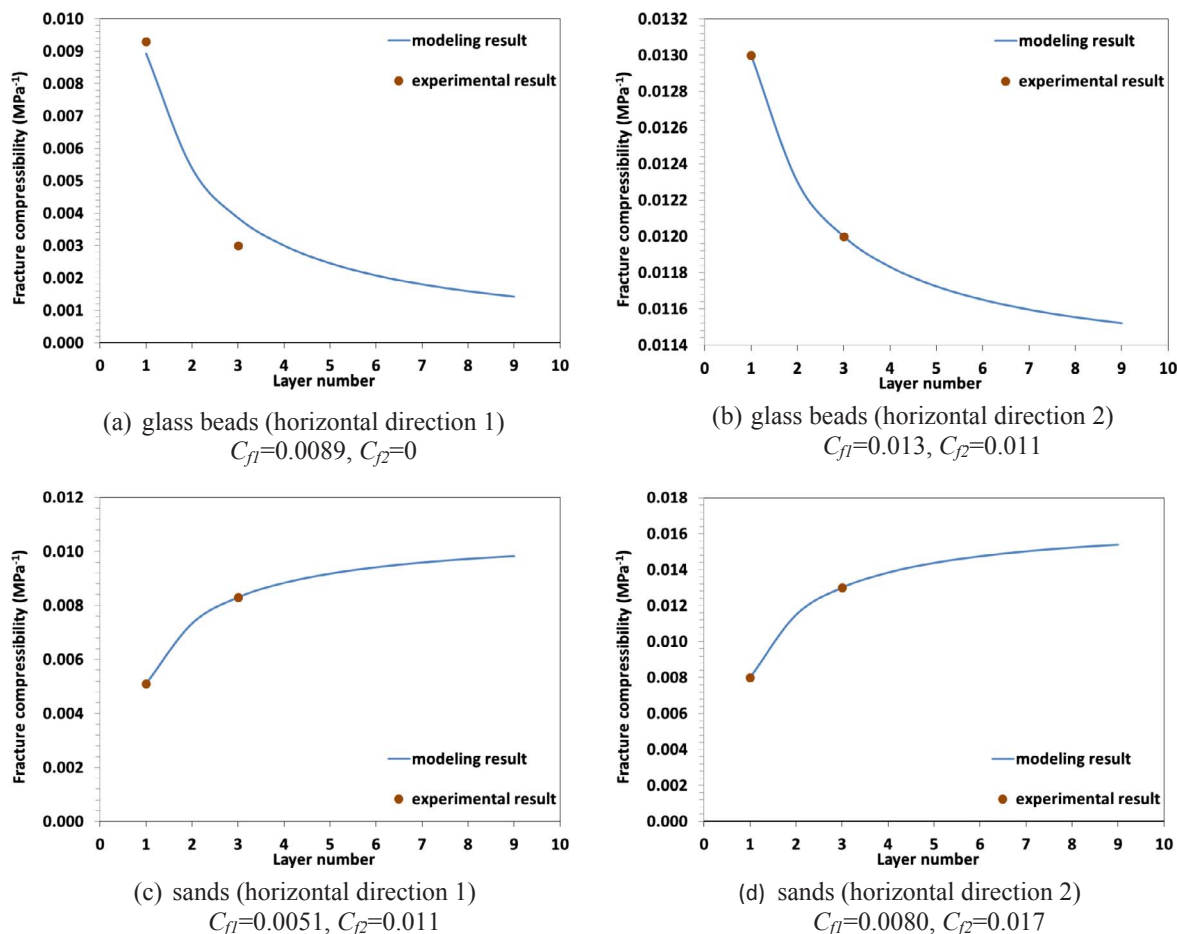 0.010
0.009
0.008
0.007
0.006
0.005
0.004
0.003
0.002
0.001
0.000
Fracture compressibility (MPa⁻¹)
modeling result
experimental result
0 1 2 3 4 5 6 7 8 9 10
Layer number
(a) glass beads (horizontal direction 1)
Cf1=0.0089, Cf2=0
0.0132
0.0130
0.0128
0.0126
0.0124
0.0122
0.0120
0.0118
0.0116
0.0114
Fracture compressibility (MPa⁻¹)
modeling result
experimental result
0 1 2 3 4 5 6 7 8 9 10
Layer number
(b) glass beads (horizontal direction 2)
Cf1=0.013, Cf2=0.011
0.012
0.010
0.008
0.006
0.004
0.002
0.000
Fracture compressibility (MPa⁻¹)
modeling result
experimental result
0 1 2 3 4 5 6 7 8 9 10
Layer number
(c) sands (horizontal direction 1)
Cf1=0.0051, Cf2=0.011
0.018
0.016
0.014
0.012
0.010
0.008
0.006
0.004
0.002
0.000
Fracture compressibility (MPa⁻¹)
modeling result
experimental result
0 1 2 3 4 5 6 7 8 9 10
Layer number
(d) sands (horizontal direction 2)
Cf1=0.0080, Cf2=0.017